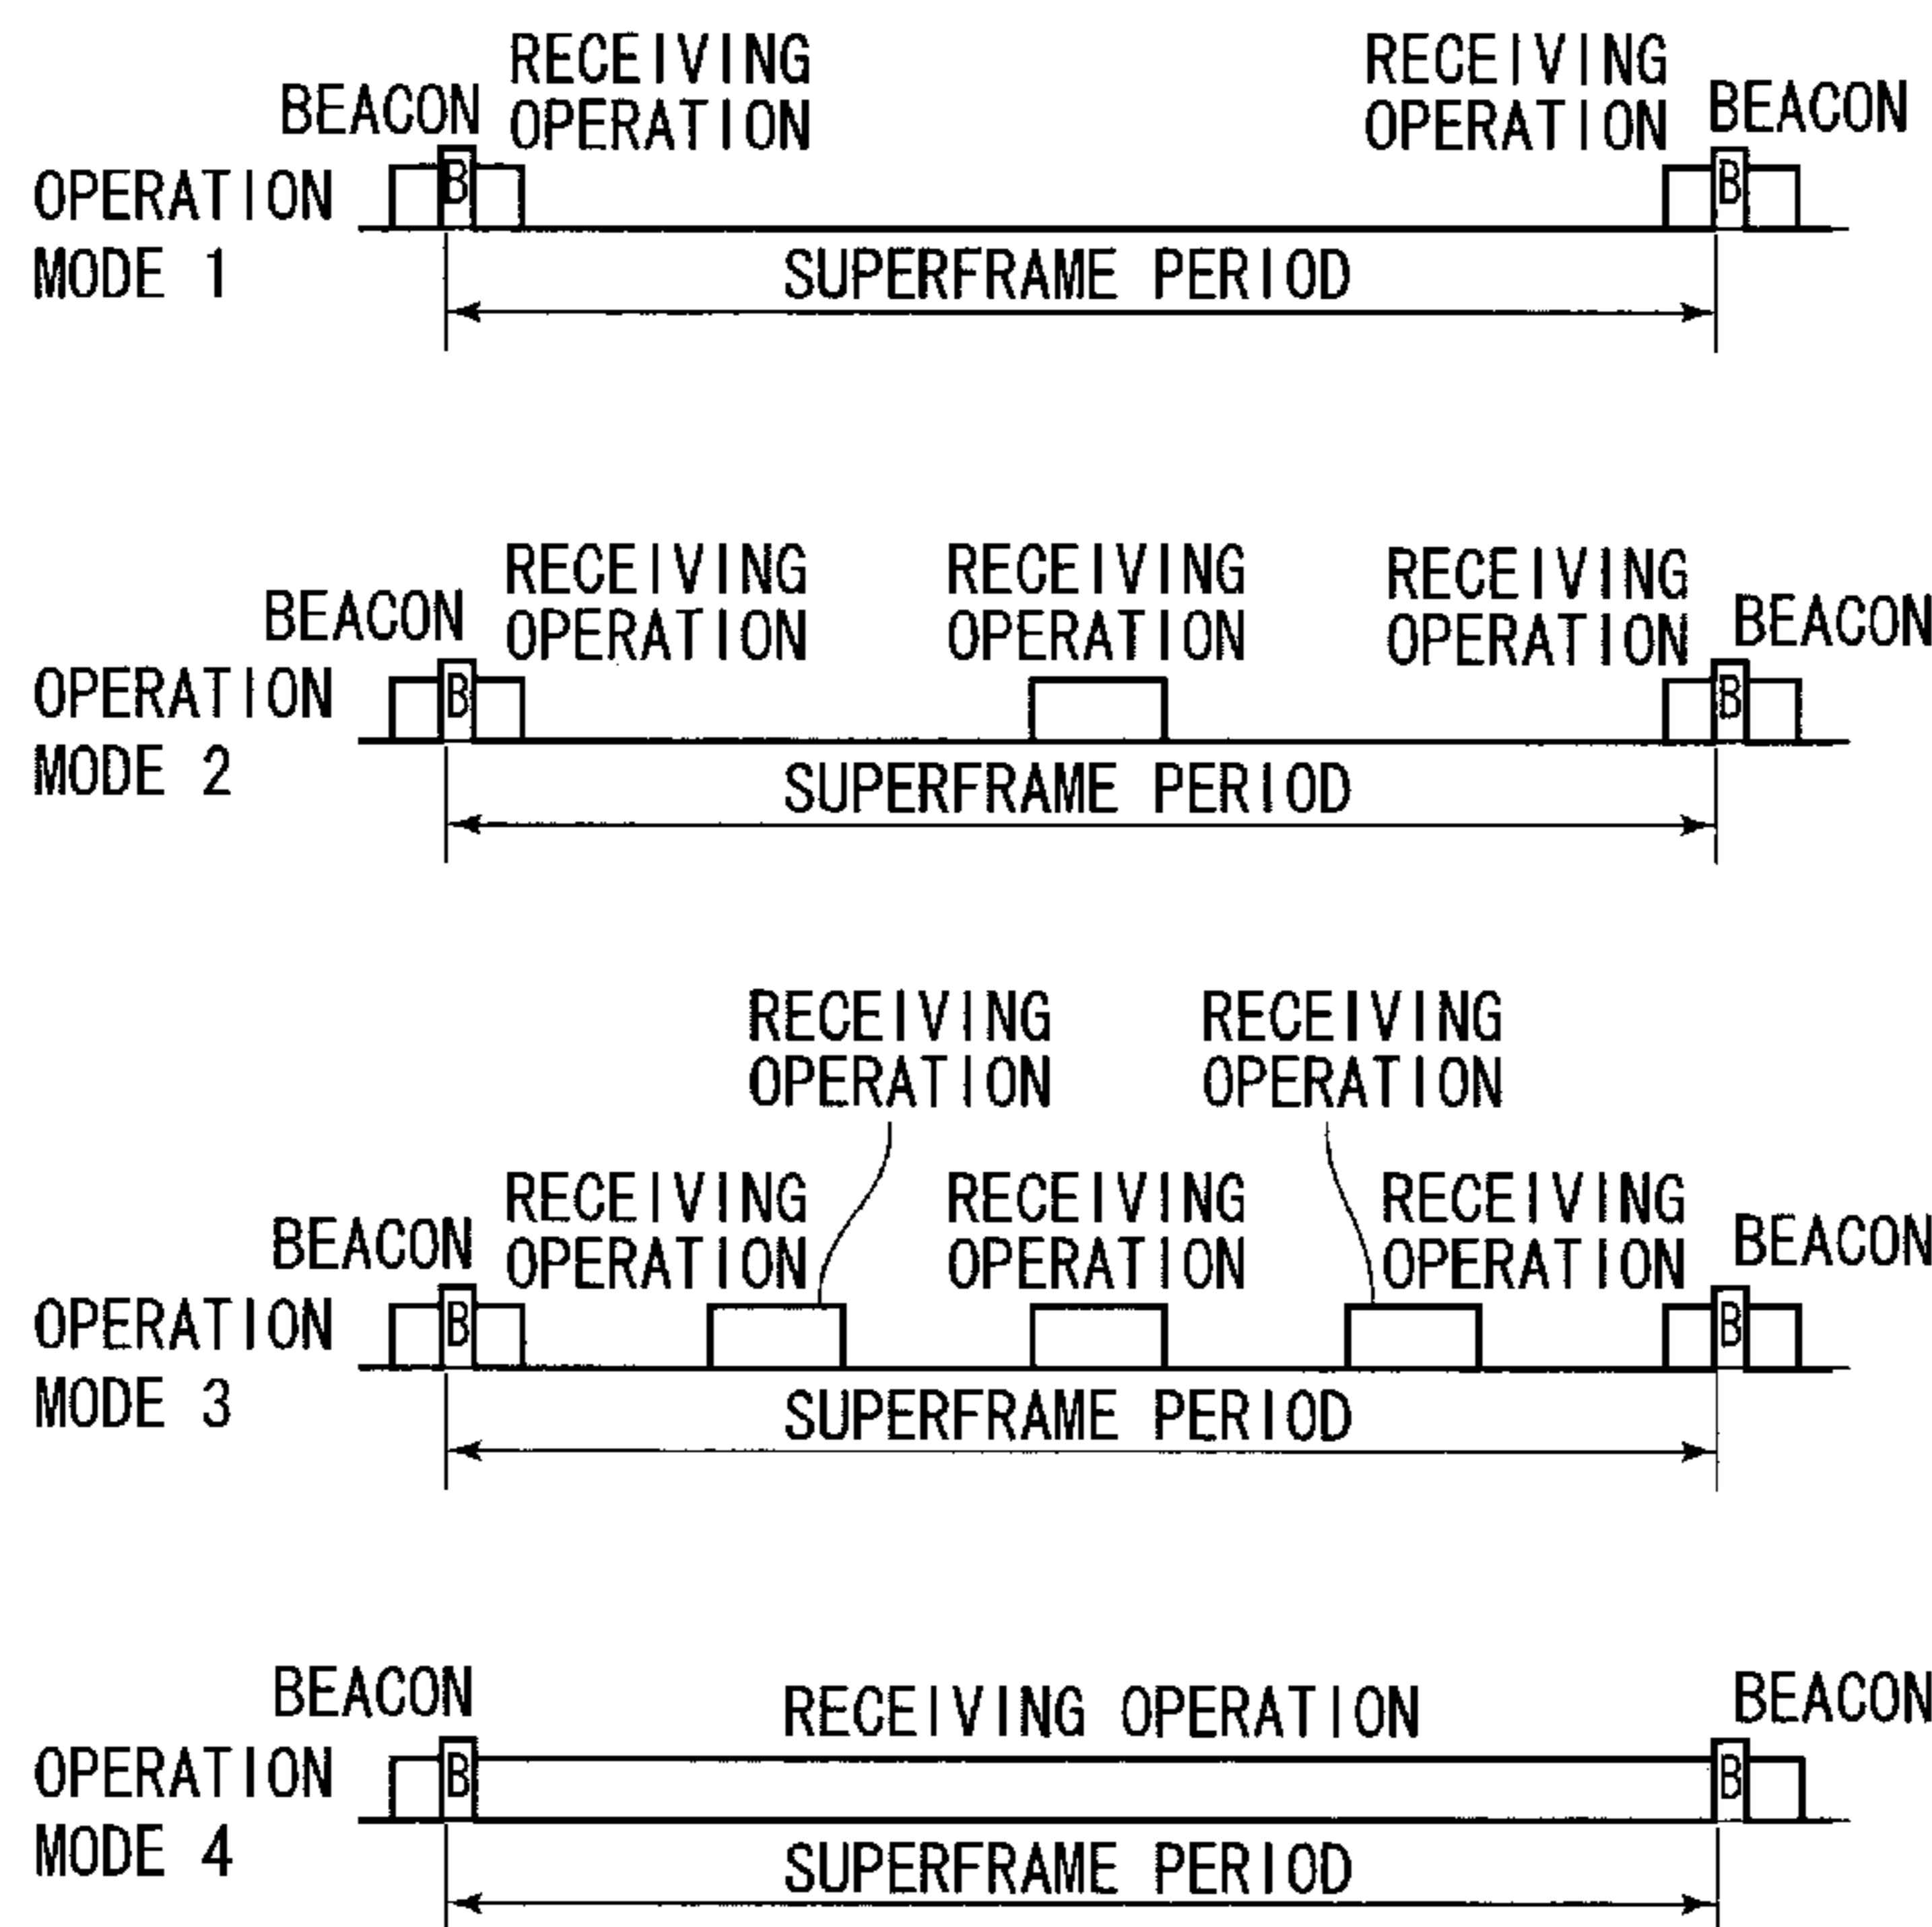 RECEIVING
OPERATION
RECEIVING
OPERATION
BEACON
BEACON
B
B
OPERATION
MODE 1
SUPERFRAME PERIOD
RECEIVING
OPERATION
RECEIVING
OPERATION
RECEIVING
OPERATION
BEACON
BEACON
B
B
OPERATION
MODE 2
SUPERFRAME PERIOD
RECEIVING
OPERATION
RECEIVING
OPERATION
RECEIVING
OPERATION
RECEIVING
OPERATION
RECEIVING
OPERATION
BEACON
BEACON
B
B
OPERATION
MODE 3
SUPERFRAME PERIOD
BEACON
RECEIVING OPERATION
BEACON
B
B
OPERATION
MODE 4
SUPERFRAME PERIOD